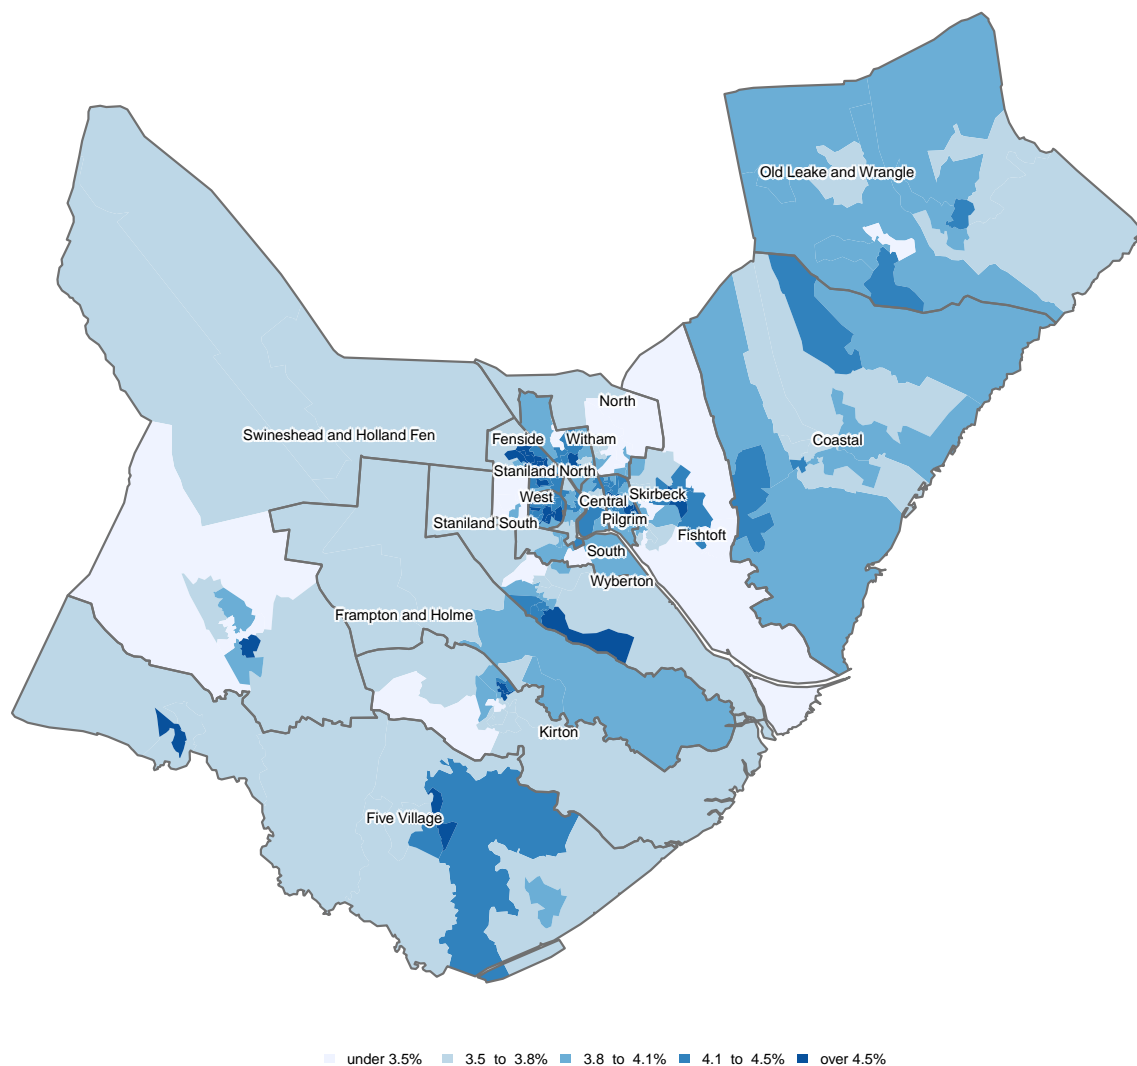 Old Leake and Wrangle
North
Swineshead and Holland Fen
Fenside
Witham
Coastal
Staniland North
West
Central
Skirbeck
Staniland South
Pilgrim
Fishtoft
South
Wyberton
Frampton and Holme
Kirton
Five Village
under 3.5% 3.5 to 3.8% 3.8 to 4.1% 4.1 to 4.5% over 4.5%